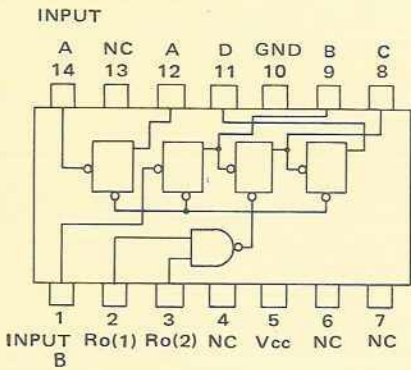 INPUT
A NC A D GND B C
14 13 12 11 10 9 8
1 2 3 4 5 6 7
INPUT Ro(1) Ro(2) NC Vcc NC NC
B